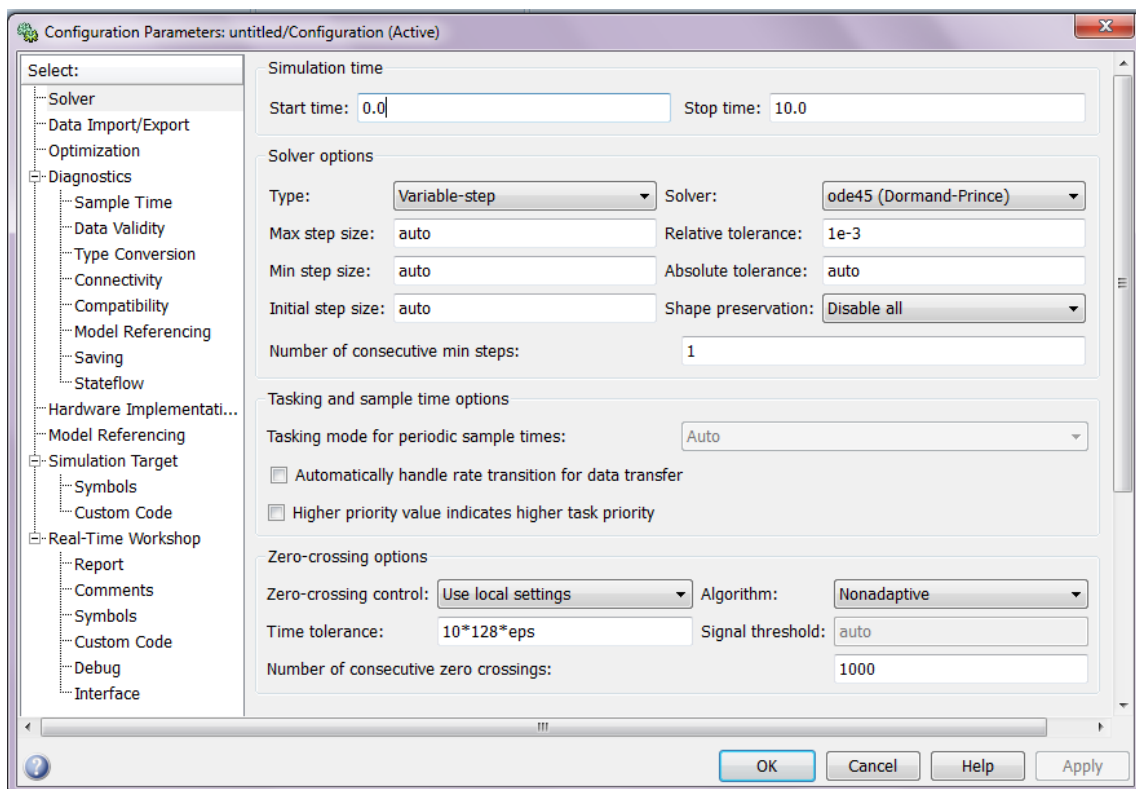 Configuration Parameters: untitled/Configuration (Active)
Select:
Solver
Data Import/Export
Optimization
Diagnostics
Sample Time
Data Validity
Type Conversion
Connectivity
Compatibility
Model Referencing
Saving
Stateflow
Hardware Implementati...
Model Referencing
Simulation Target
Symbols
Custom Code
Real-Time Workshop
Report
Comments
Symbols
Custom Code
Debug
Interface
Simulation time
Start time: 0.0 Stop time: 10.0
Solver options
Type: Variable-step Solver: ode45 (Dormand-Prince)
Max step size: auto Relative tolerance: 1e-3
Min step size: auto Absolute tolerance: auto
Initial step size: auto Shape preservation: Disable all
Number of consecutive min steps: 1
Tasking and sample time options
Tasking mode for periodic sample times: Auto
Automatically handle rate transition for data transfer
Higher priority value indicates higher task priority
Zero-crossing options
Zero-crossing control: Use local settings Algorithm: Nonadaptive
Time tolerance: 10*128*eps Signal threshold: auto
Number of consecutive zero crossings: 1000
OK Cancel Help Apply